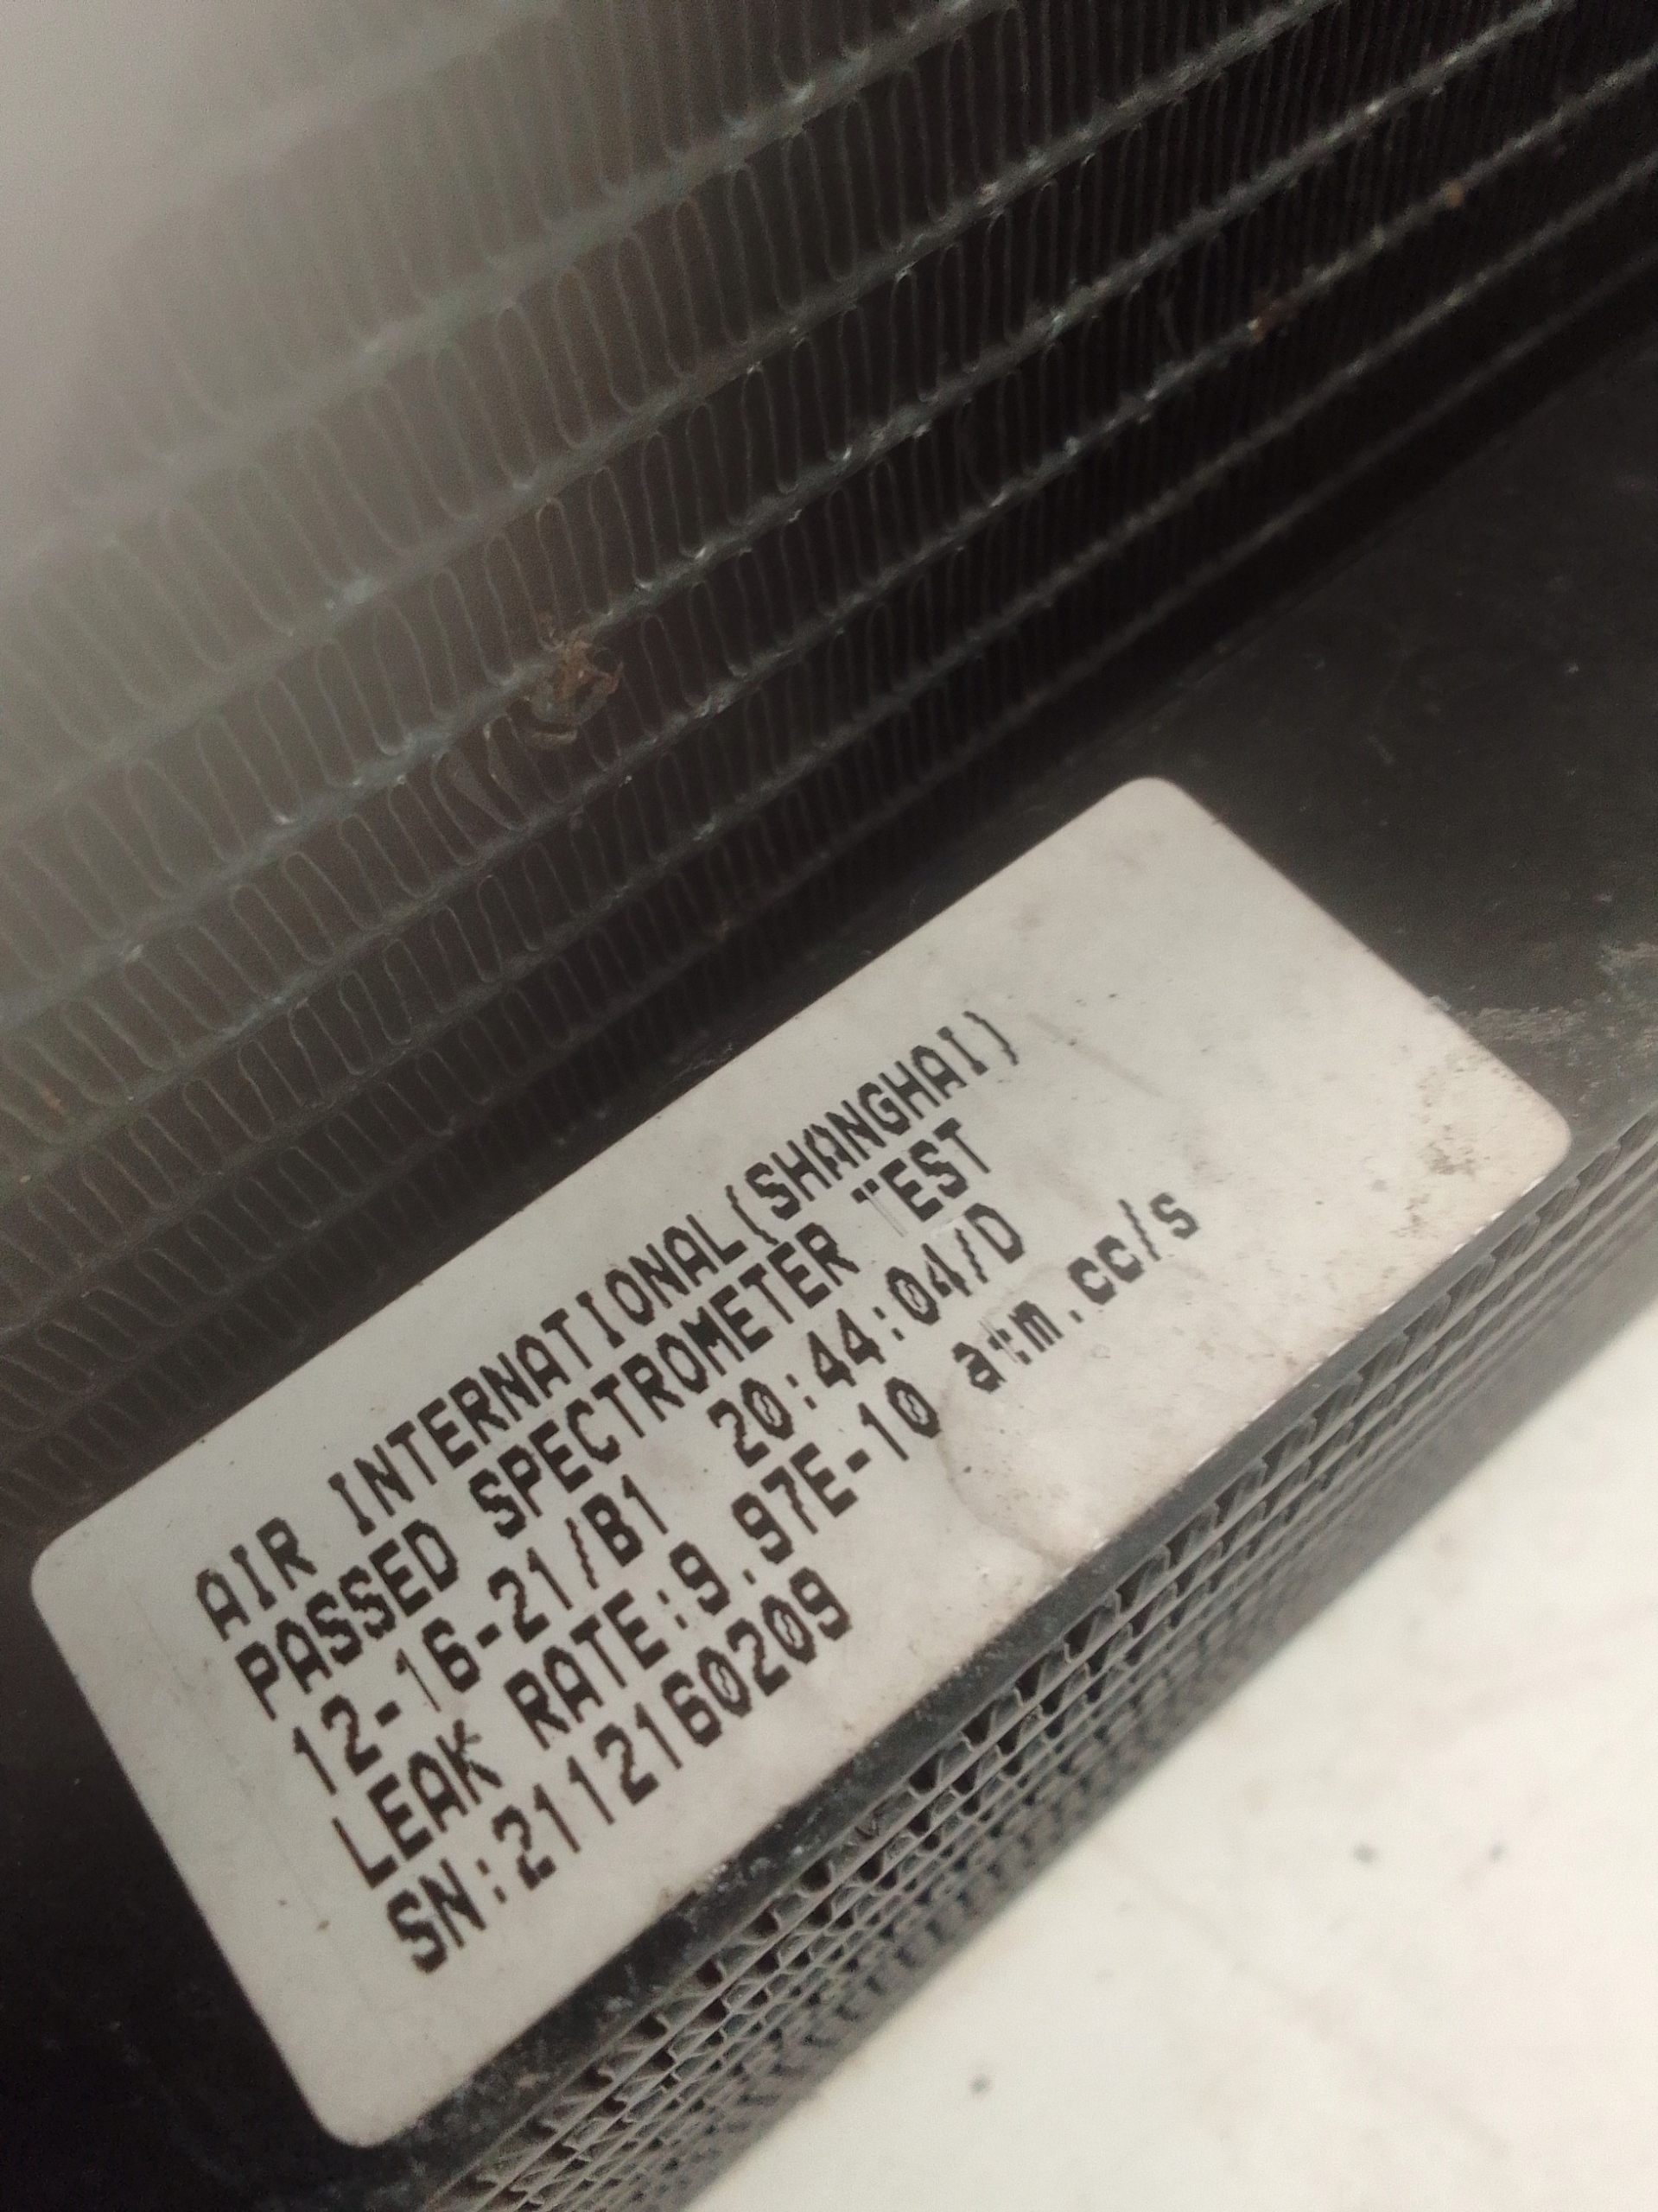 AIR INTERNATIONAL(SHANGHAI)
PASSED SPECTROMETER TEST
12-16-21/B1 20:44:04/D
LEAK RATE:9.97E-10 atm.cc/s
SN:2112160209